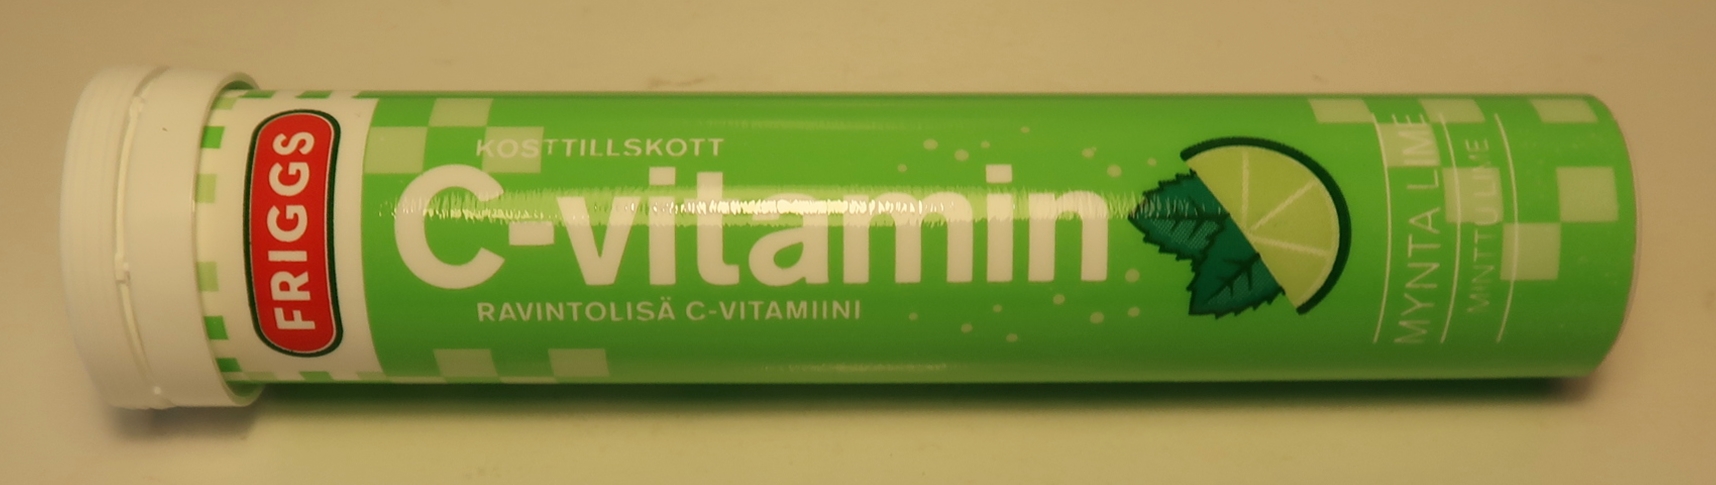 FRIGGS
KOSTTILLSKOTT
C-vitamin
RAVINTOLISÄ C-VITAMIINI
MYNTA LIME
MINTTU LIME